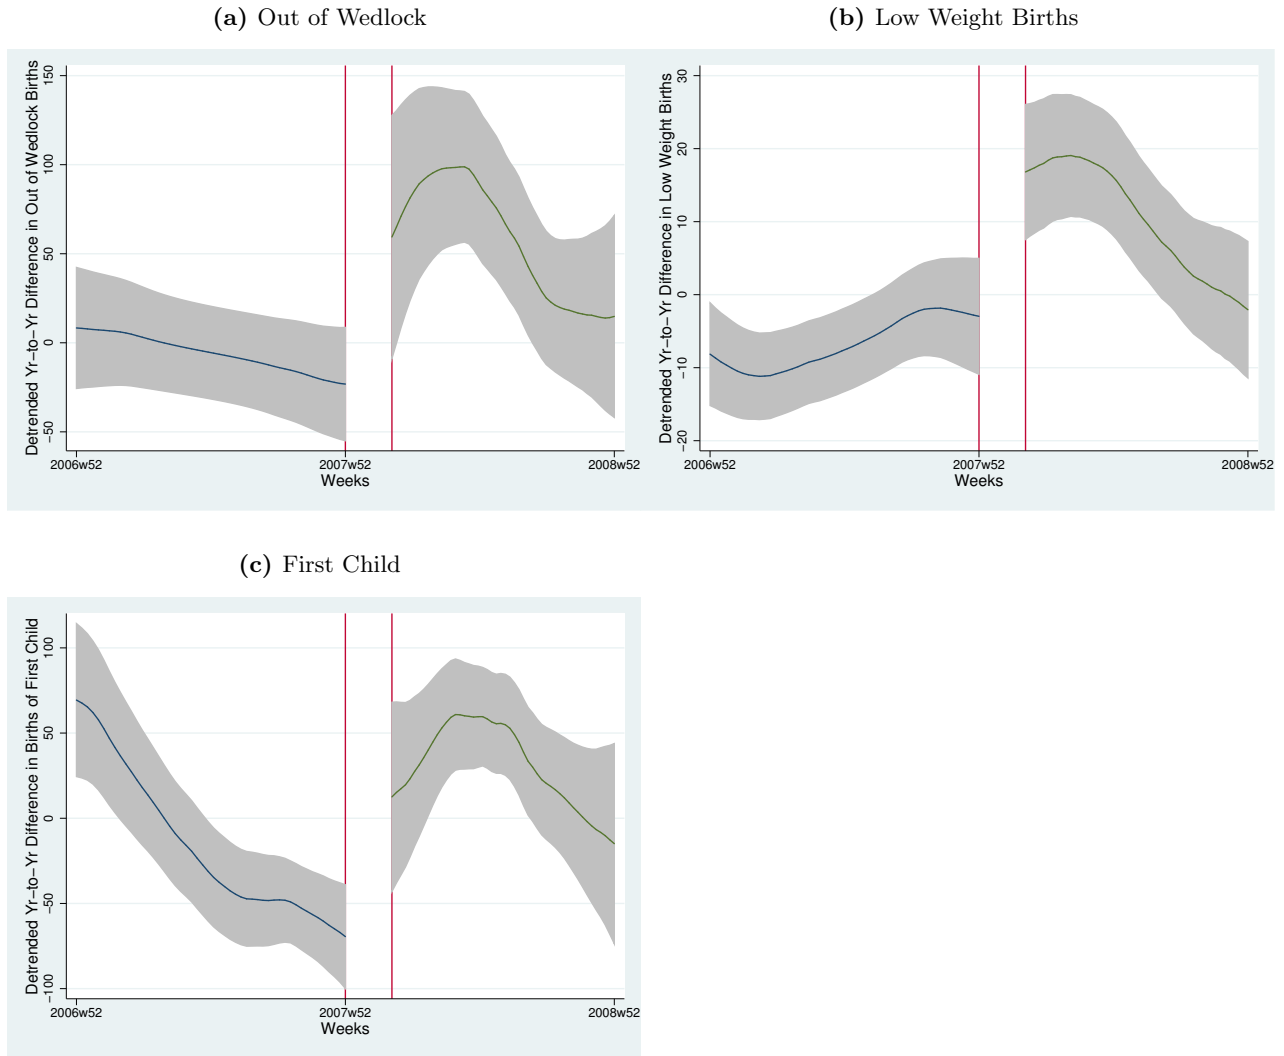 (a) Out of Wedlock
Detrended Yr−to−Yr Difference in Out of Wedlock Births
150
100
50
0
−50
2006w52
2007w52
2008w52
Weeks
(b) Low Weight Births
Detrended Yr−to−Yr Difference in Low Weight Births
30
20
10
0
−10
−20
2006w52
2007w52
2008w52
Weeks
(c) First Child
Detrended Yr−to−Yr Difference in Births of First Child
100
50
0
−50
−100
2006w52
2007w52
2008w52
Weeks